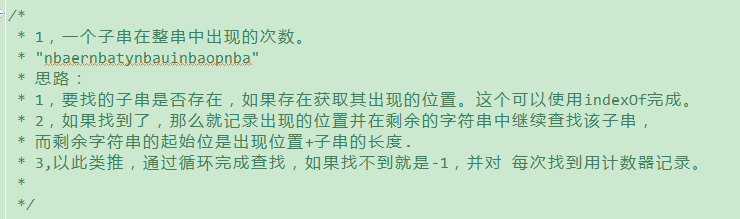 /*
* 1，一个子串在整串中出现的次数。
* "nbaernbatynbauinbaopnba"
* 思路：
* 1，要找的子串是否存在，如果存在获取其出现的位置。这个可以使用indexOf完成。
* 2，如果找到了，那么就记录出现的位置并在剩余的字符串中继续查找该子串，
* 而剩余字符串的起始位是出现位置+子串的长度.
* 3,以此类推，通过循环完成查找，如果找不到就是-1，并对 每次找到用计数器记录。
*
*/